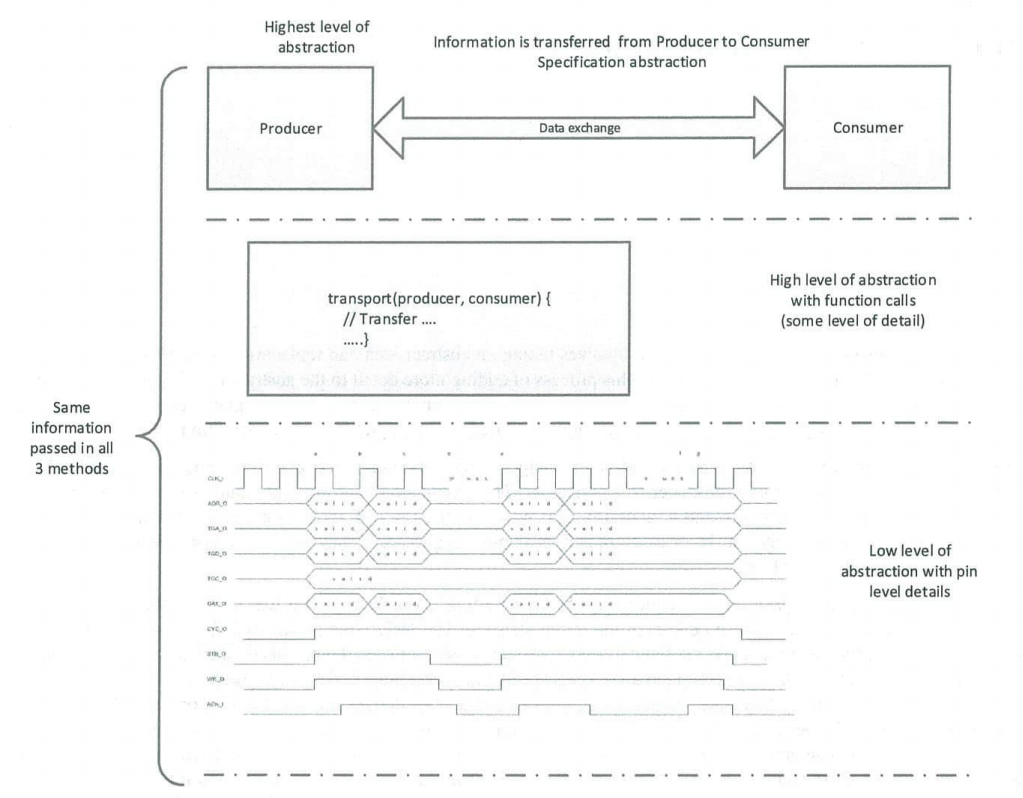 Highest level of
abstraction
Information is transferred from Producer to Consumer
Specification abstraction
Producer
Data exchange
Consumer
transport(producer, consumer) {
// Transfer ....
.....}
High level of abstraction
with function calls
(some level of detail)
Same
information
passed in all
3 methods
CLK_I
ADR_O
valid valid valid valid
TGA_O
valid valid valid valid
TGD_O
valid valid valid valid
TGC_O
valid
DAT_O
valid valid valid valid
CYC_O
STB_O
WE_O
ACK_I
Low level of
abstraction with pin
level details